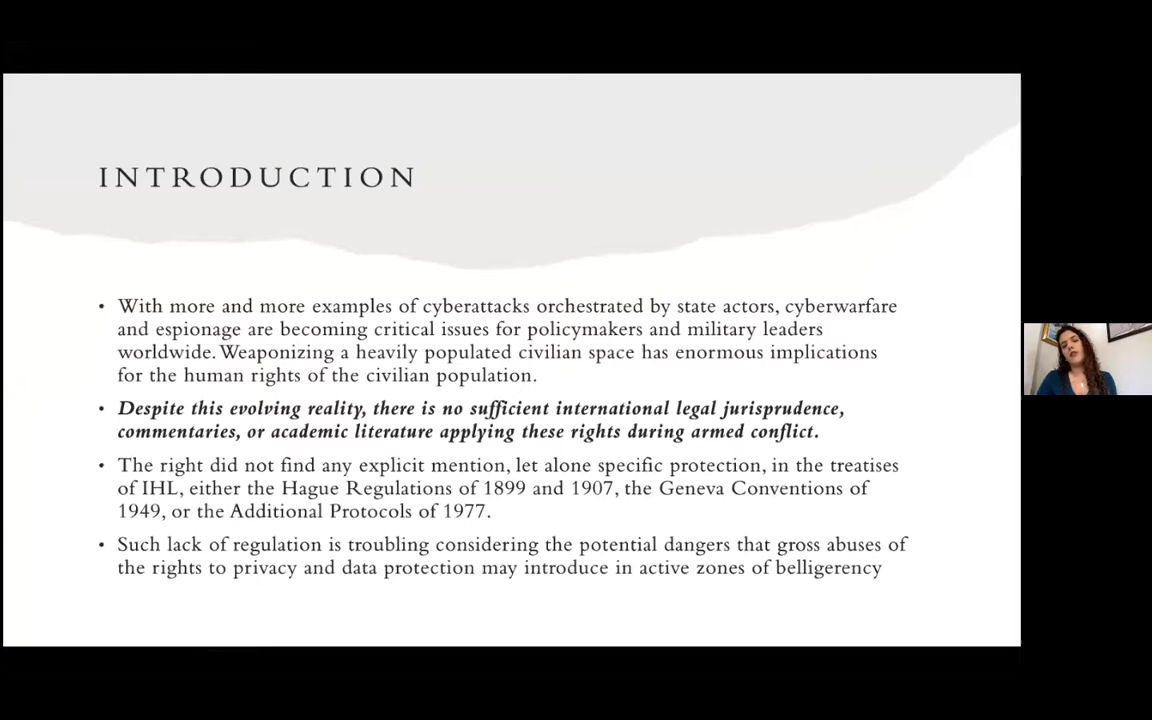 INTRODUCTION
• With more and more examples of cyberattacks orchestrated by state actors, cyberwarfare
and espionage are becoming critical issues for policymakers and military leaders
worldwide. Weaponizing a heavily populated civilian space has enormous implications
for the human rights of the civilian population.
• Despite this evolving reality, there is no sufficient international legal jurisprudence,
commentaries, or academic literature applying these rights during armed conflict.
• The right did not find any explicit mention, let alone specific protection, in the treatises
of IHL, either the Hague Regulations of 1899 and 1907, the Geneva Conventions of
1949, or the Additional Protocols of 1977.
• Such lack of regulation is troubling considering the potential dangers that gross abuses of
the rights to privacy and data protection may introduce in active zones of belligerency